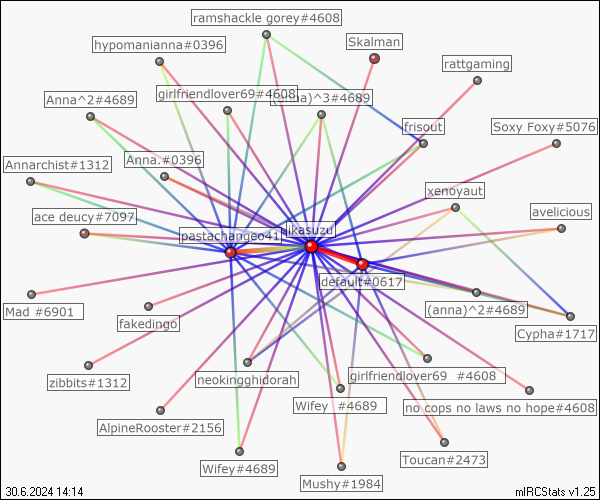 ramshackle gorey#4608
hypomanianna#0396
Skalman
rattgaming
Anna^2#4689
girlfriendlover69#4608
(anna)^3#4689
frisout
Soxy Foxy#5076
Annarchist#1312
Anna.#0396
xenoyaut
ace deucy#7097
avelicious
pastachangeo41
ikasuzu
default#0617
Mad #6901
fakedingo
(anna)^2#4689
Cypha#1717
zibbits#1312
neokingghidorah
girlfriendlover69 #4608
Wifey #4689
no cops no laws no hope#4608
AlpineRooster#2156
Wifey#4689
Toucan#2473
Mushy#1984
30.6.2024 14:14
mIRCStats v1.25